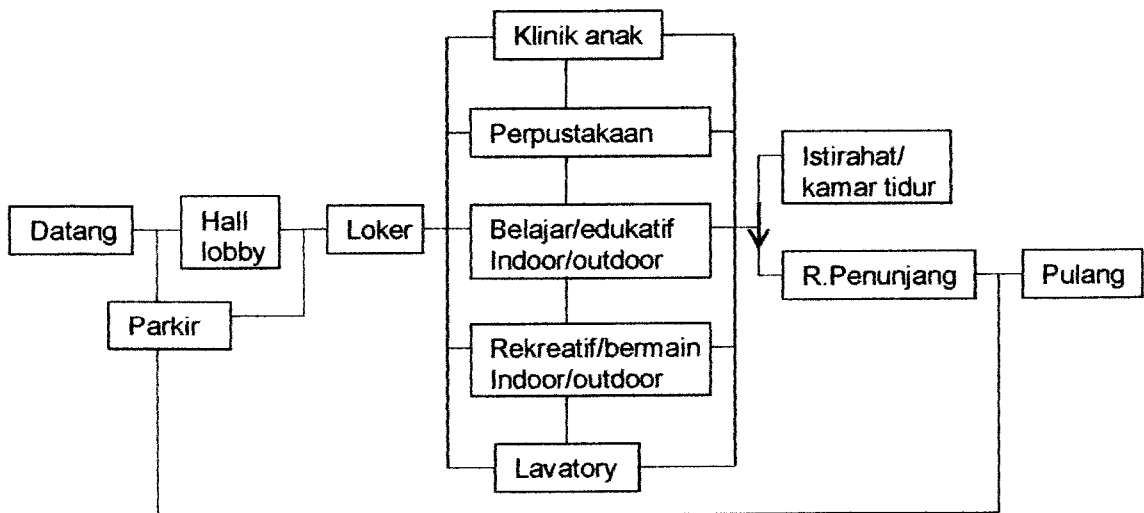 Klinik anak
Perpustakaan
Istirahat/
kamar tidur
Datang
Hall
lobby
Loker
Belajar/edukatif
Indoor/outdoor
R.Penunjang
Pulang
Parkir
Rekreatif/bermain
Indoor/outdoor
Lavatory